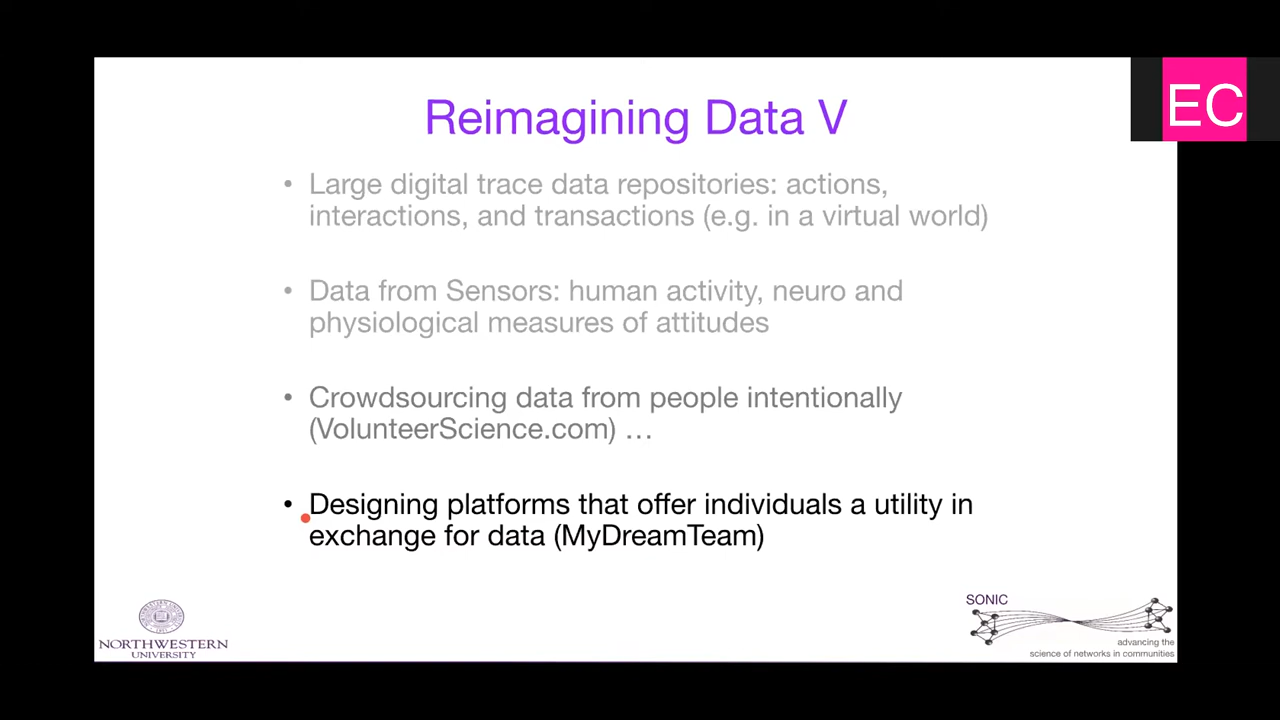 Reimagining Data V
EC
• Large digital trace data repositories: actions,
interactions, and transactions (e.g. in a virtual world)
• Data from Sensors: human activity, neuro and
physiological measures of attitudes
• Crowdsourcing data from people intentionally
(VolunteerScience.com) …
• Designing platforms that offer individuals a utility in
exchange for data (MyDreamTeam)
NORTHWESTERN
UNIVERSITY
SONIC
advancing the
science of networks in communities